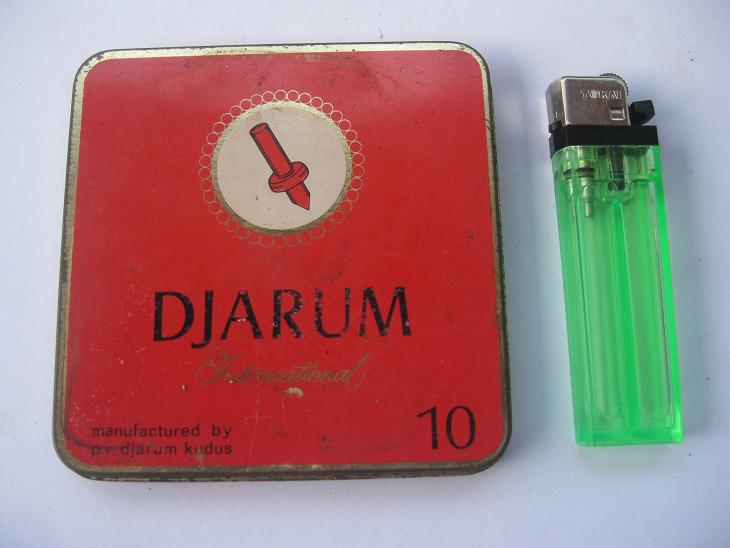 TOKAI
DJARUM
International
10
manufactured by
p.r. djarum kudus